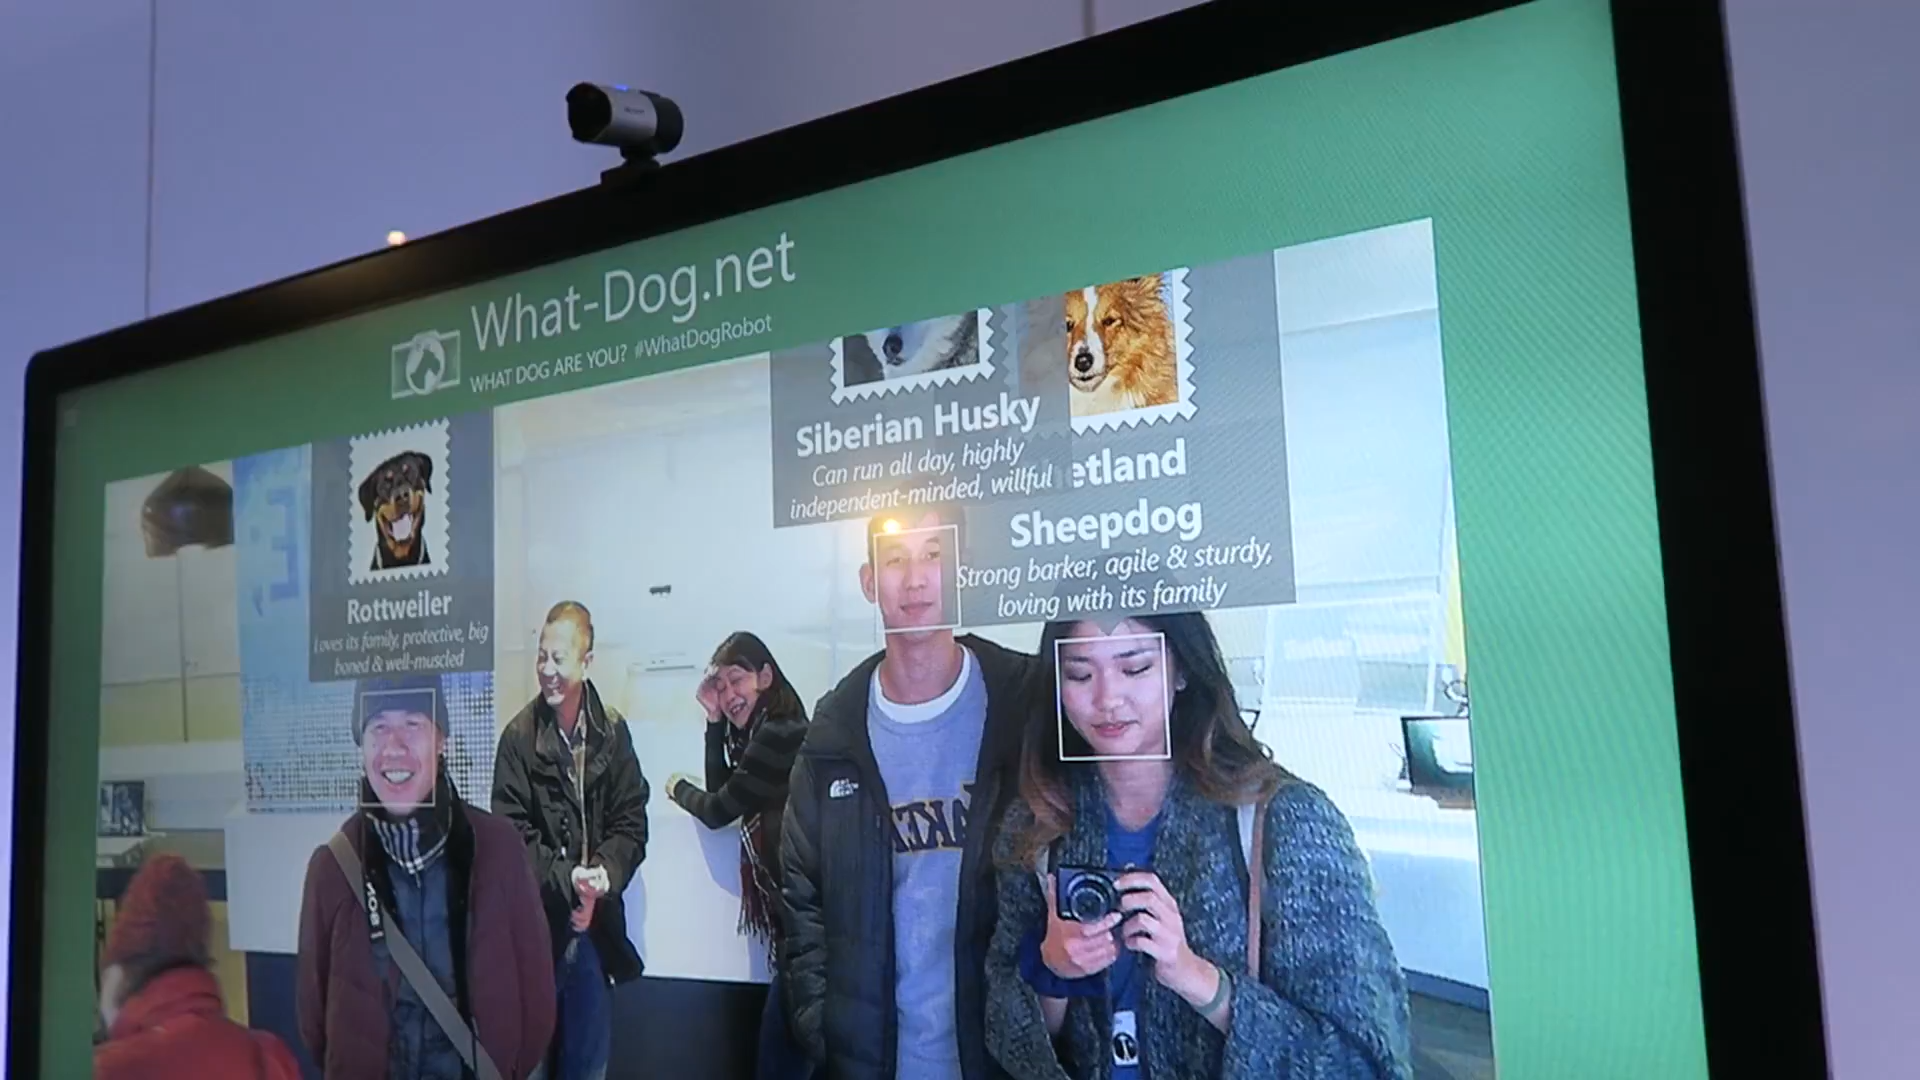 What-Dog.net
WHAT DOG ARE YOU? #WhatDogRobot
Siberian Husky
Can run all day, highly
independent-minded, willful
etland
Sheepdog
Strong barker, agile & sturdy,
loving with its family
Rottweiler
Loves its family, protective, big
boned & well-muscled